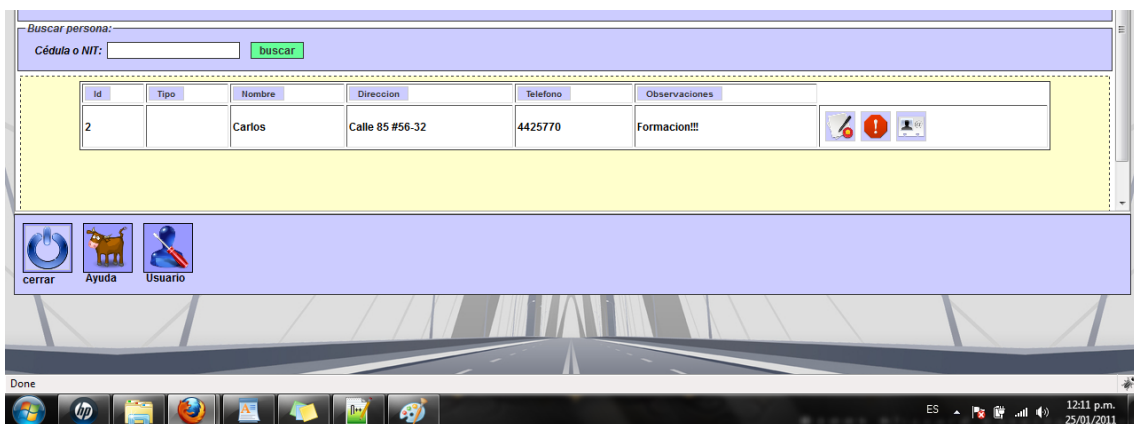 Buscar persona:
Cédula o NIT: buscar
Id Tipo Nombre Direccion Telefono Observaciones
2 Carlos Calle 85 #56-32 4425770 Formacion!!!
cerrar Ayuda Usuario
Done
hp
ES 12:11 p.m.
25/01/2011